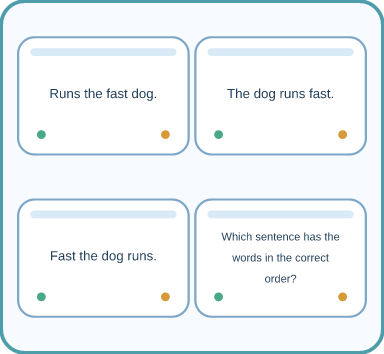 Runs the fast dog.
The dog runs fast.
Fast the dog runs.
Which sentence has the
words in the correct
order?